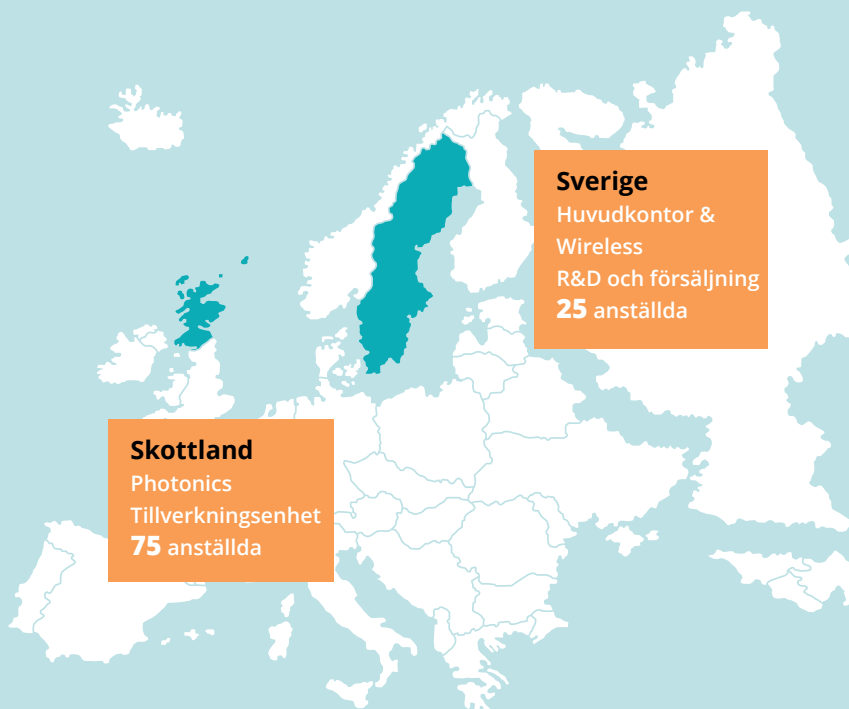 Sverige
Huvudkontor &
Wireless
R&D och försäljning
25 anställda
Skottland
Photonics
Tillverkningsenhet
75 anställda